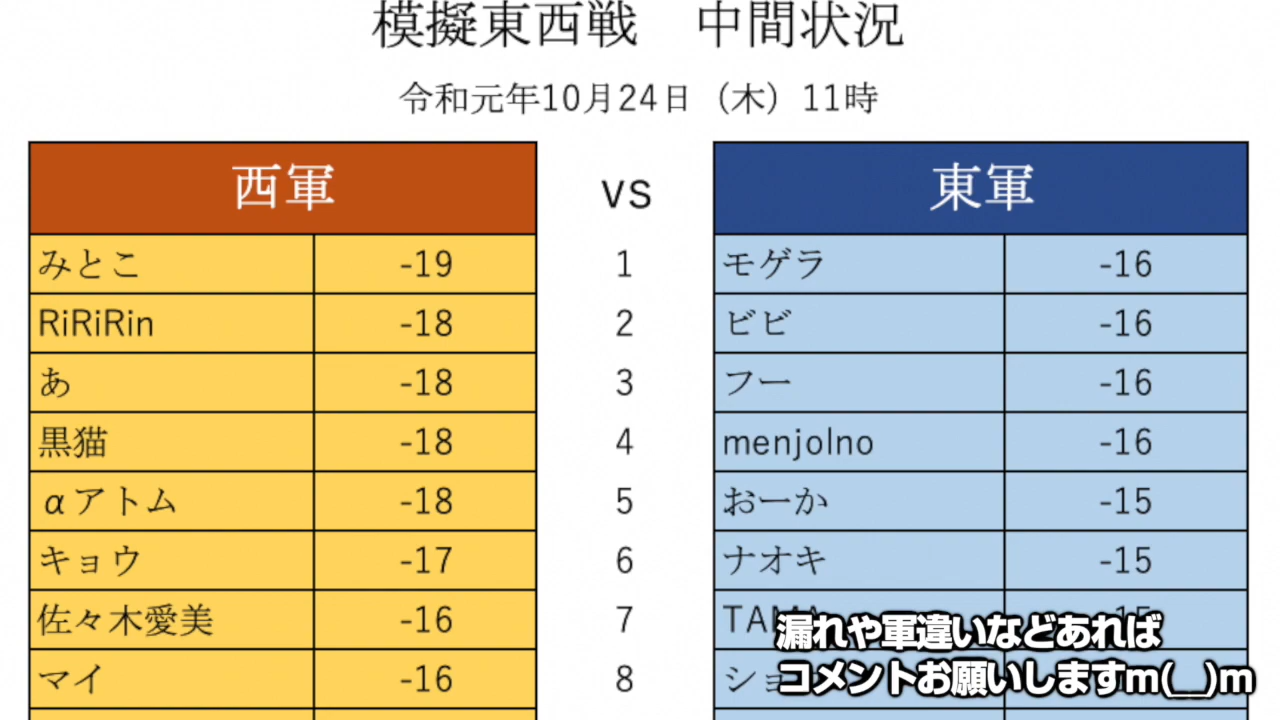 模擬東西戦　中間状況
令和元年10月24日（木）11時
西軍 vs 東軍
みとこ -19 1 モゲラ -16
RiRiRin -18 2 ビビ -16
あ -18 3 フー -16
黒猫 -18 4 menjolno -16
αアトム -18 5 おーか -15
キョウ -17 6 ナオキ -15
佐々木愛美 -16 7 -15
マイ -16 8
漏れや軍違いなどあれば
コメントお願いしますm(__)m